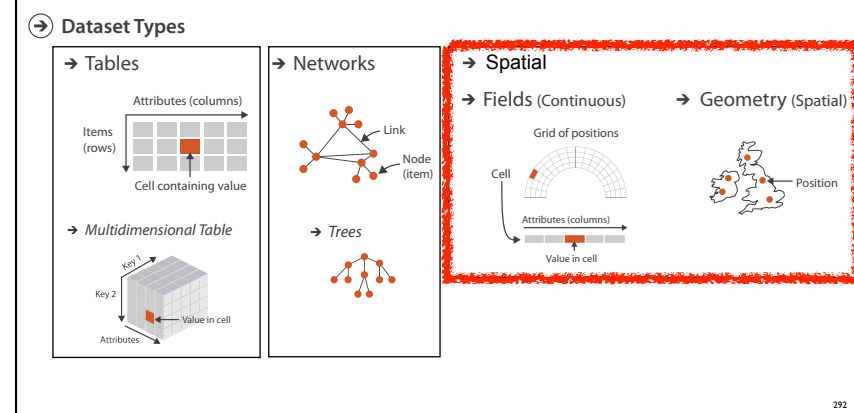 Dataset Types
Tables
Attributes (columns)
Items
(rows)
Cell containing value
Multidimensional Table
Key 1
Key 2
Value in cell
Attributes
Networks
Link
Node
(item)
Trees
Spatial
Fields (Continuous)
Grid of positions
Cell
Attributes (columns)
Value in cell
Geometry (Spatial)
Position
292